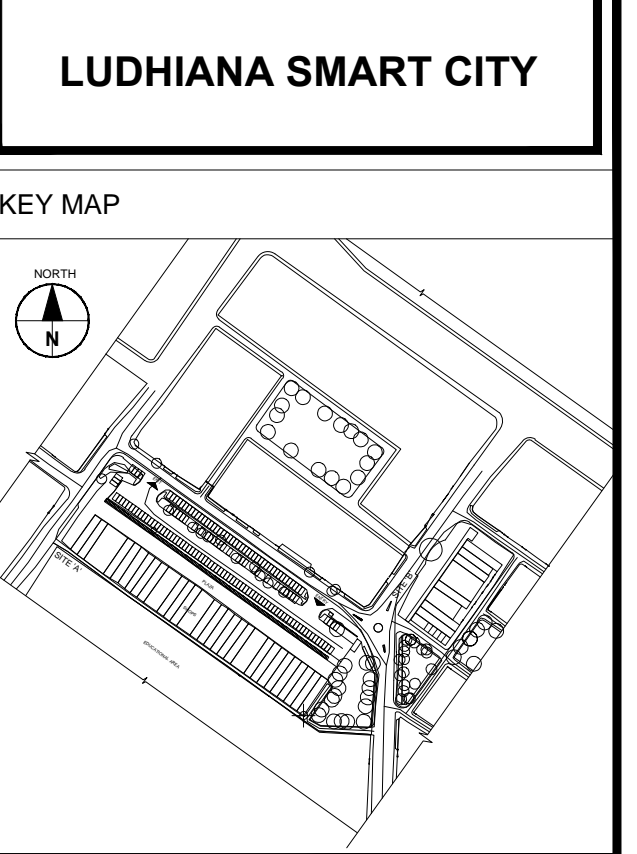 LUDHIANA SMART CITY
KEY MAP
NORTH
N
SITE 'A'
SITE 'B'
EDUCATIONAL AREA